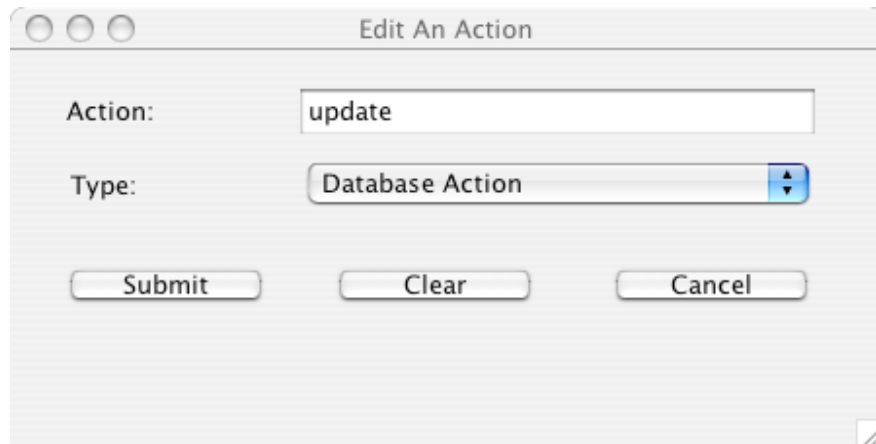 Edit An Action
Action: update
Type: Database Action
Submit Clear Cancel